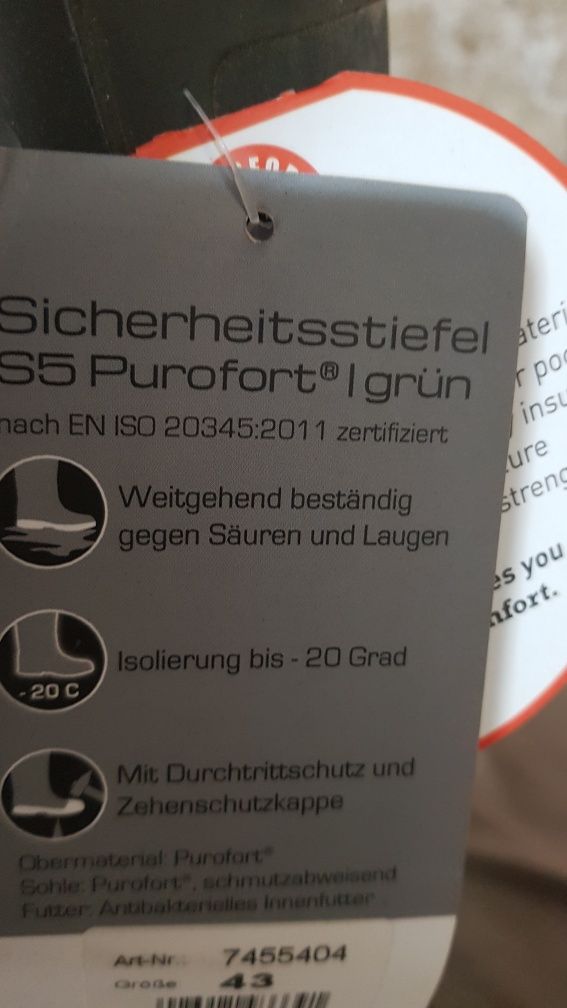 Sicherheitsstiefel
S5 Purofort® | grün
nach EN ISO 20345:2011 zertifiziert
Weitgehend beständig
gegen Säuren und Laugen
Isolierung bis - 20 Grad
- 20 C
Mit Durchtrittschutz und
Zehenschutzkappe
Obermaterial: Purofort®
Sohle: Purofort®, schmutzabweisend
Futter: Antibakterielles Innenfutter
Art-Nr.: 7455404
Größe 43
you